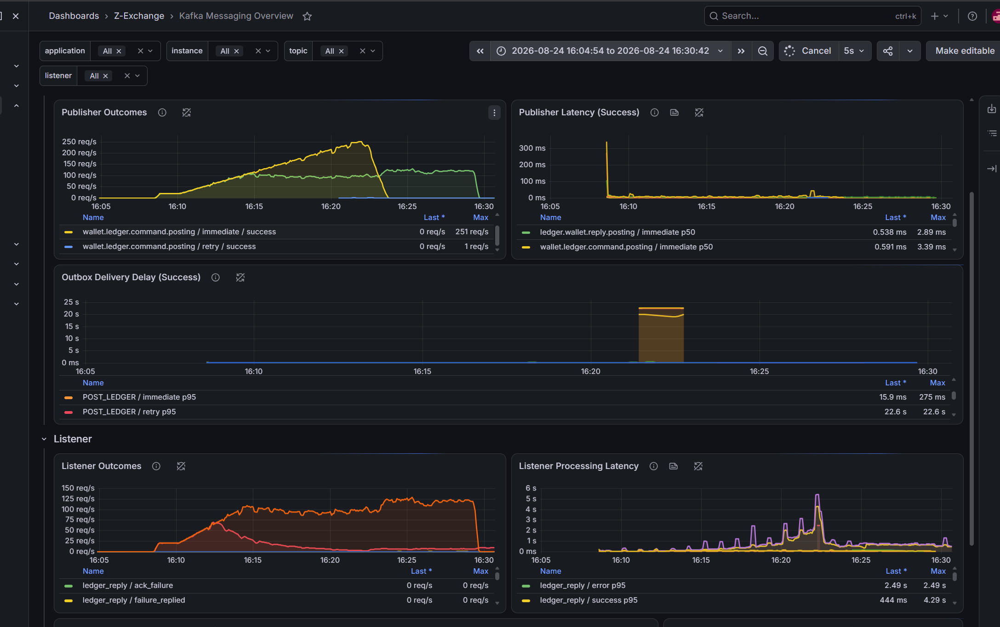 Dashboards › Z-Exchange › Kafka Messaging Overview
Search... ctrl+k
application All
instance All
topic All
2026-08-24 16:04:54 to 2026-08-24 16:30:42
Cancel 5s
Make editable
listener All
Publisher Outcomes
250 req/s
200 req/s
150 req/s
100 req/s
50 req/s
0 req/s
16:05 16:10 16:15 16:20 16:25 16:30
Name Last * Max
wallet.ledger.command.posting / immediate / success 0 req/s 251 req/s
wallet.ledger.command.posting / retry / success 0 req/s 1 req/s
Publisher Latency (Success)
300 ms
200 ms
100 ms
0 ms
16:05 16:10 16:15 16:20 16:25 16:30
Name Last * Max
ledger.wallet.reply.posting / immediate p50 0.538 ms 2.89 ms
wallet.ledger.command.posting / immediate p50 0.591 ms 3.39 ms
Outbox Delivery Delay (Success)
25 s
20 s
15 s
10 s
5 s
0 ms
16:05 16:10 16:15 16:20 16:25 16:30
Name Last * Max
POST_LEDGER / immediate p95 15.9 ms 275 ms
POST_LEDGER / retry p95 22.6 s 22.6 s
Listener
Listener Outcomes
150 req/s
125 req/s
100 req/s
75 req/s
50 req/s
25 req/s
0 req/s
16:05 16:10 16:15 16:20 16:25 16:30
Name Last * Max
ledger_reply / ack_failure 0 req/s 0 req/s
ledger_reply / failure_replied 0 req/s 0 req/s
Listener Processing Latency
6 s
5 s
4 s
3 s
2 s
1 s
0 ms
16:05 16:10 16:15 16:20 16:25 16:30
Name Last * Max
ledger_reply / error p95 2.49 s 2.49 s
ledger_reply / success p95 444 ms 4.29 s